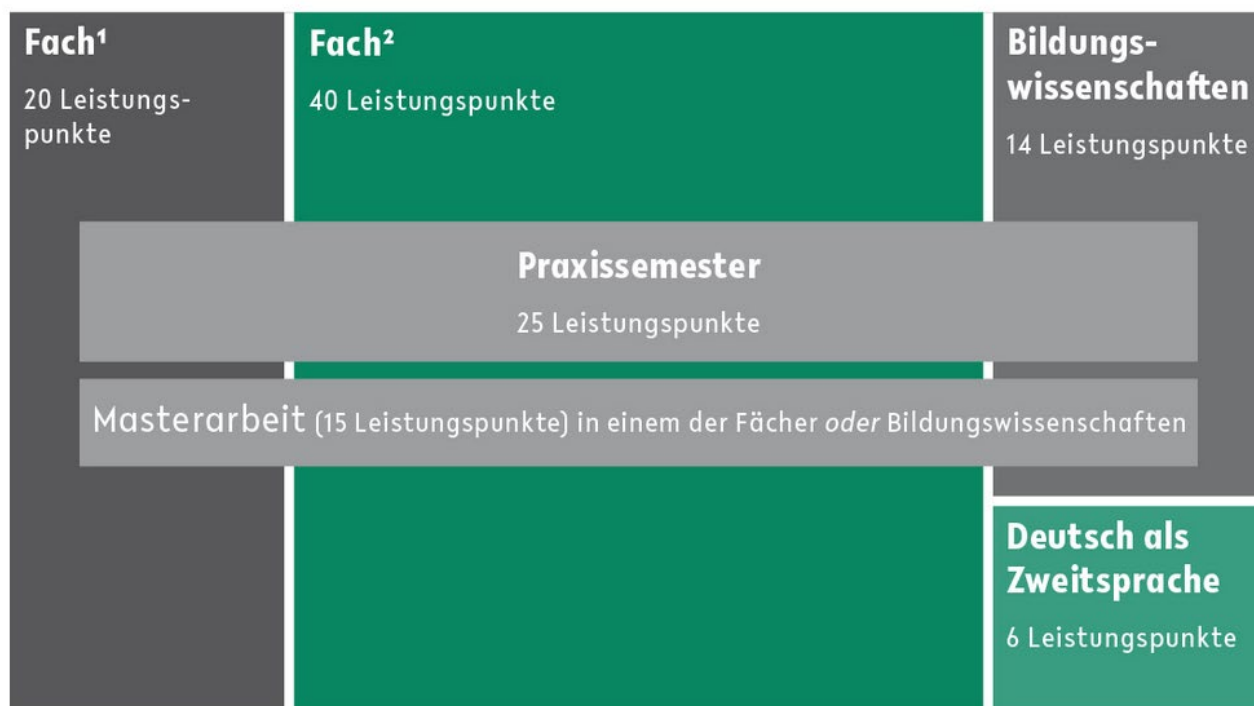 Fach¹
20 Leistungs-
punkte
Fach²
40 Leistungspunkte
Bildungs-
wissenschaften
14 Leistungspunkte
Praxissemester
25 Leistungspunkte
Masterarbeit (15 Leistungspunkte) in einem der Fächer oder Bildungswissenschaften
Deutsch als
Zweitsprache
6 Leistungspunkte